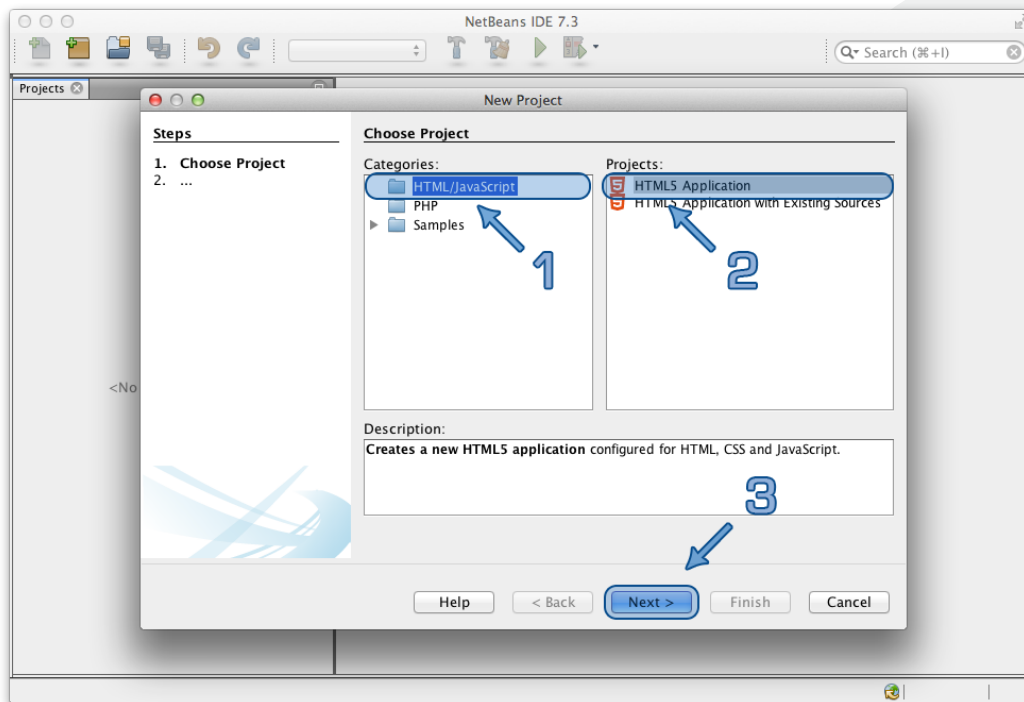 NetBeans IDE 7.3
Search (⌘+I)
Projects
New Project
Steps
1. Choose Project
2. ...
Choose Project
Categories:
HTML/JavaScript
PHP
Samples
Projects:
HTML5 Application
HTML5 Application with Existing Sources
1
2
<No
Description:
Creates a new HTML5 application configured for HTML, CSS and JavaScript.
3
Help
< Back
Next >
Finish
Cancel